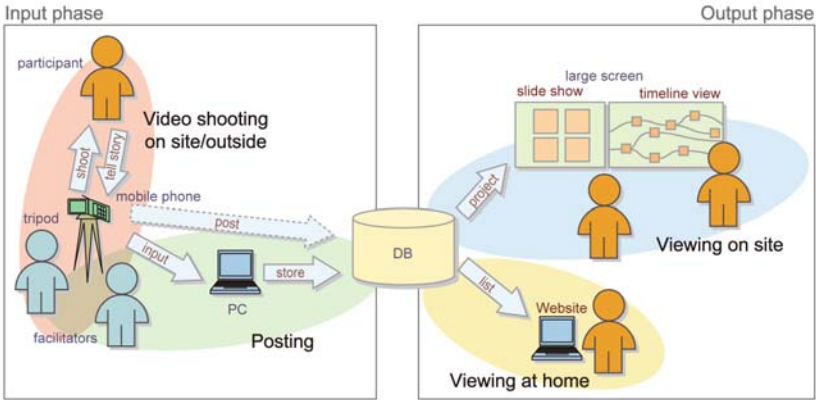 Input phase
participant
Video shooting
on site/outside
shoot
tell story
mobile phone
tripod
post
input
PC
store
facilitators
Posting
DB
Output phase
large screen
slide show
timeline view
project
Viewing on site
list
Website
Viewing at home